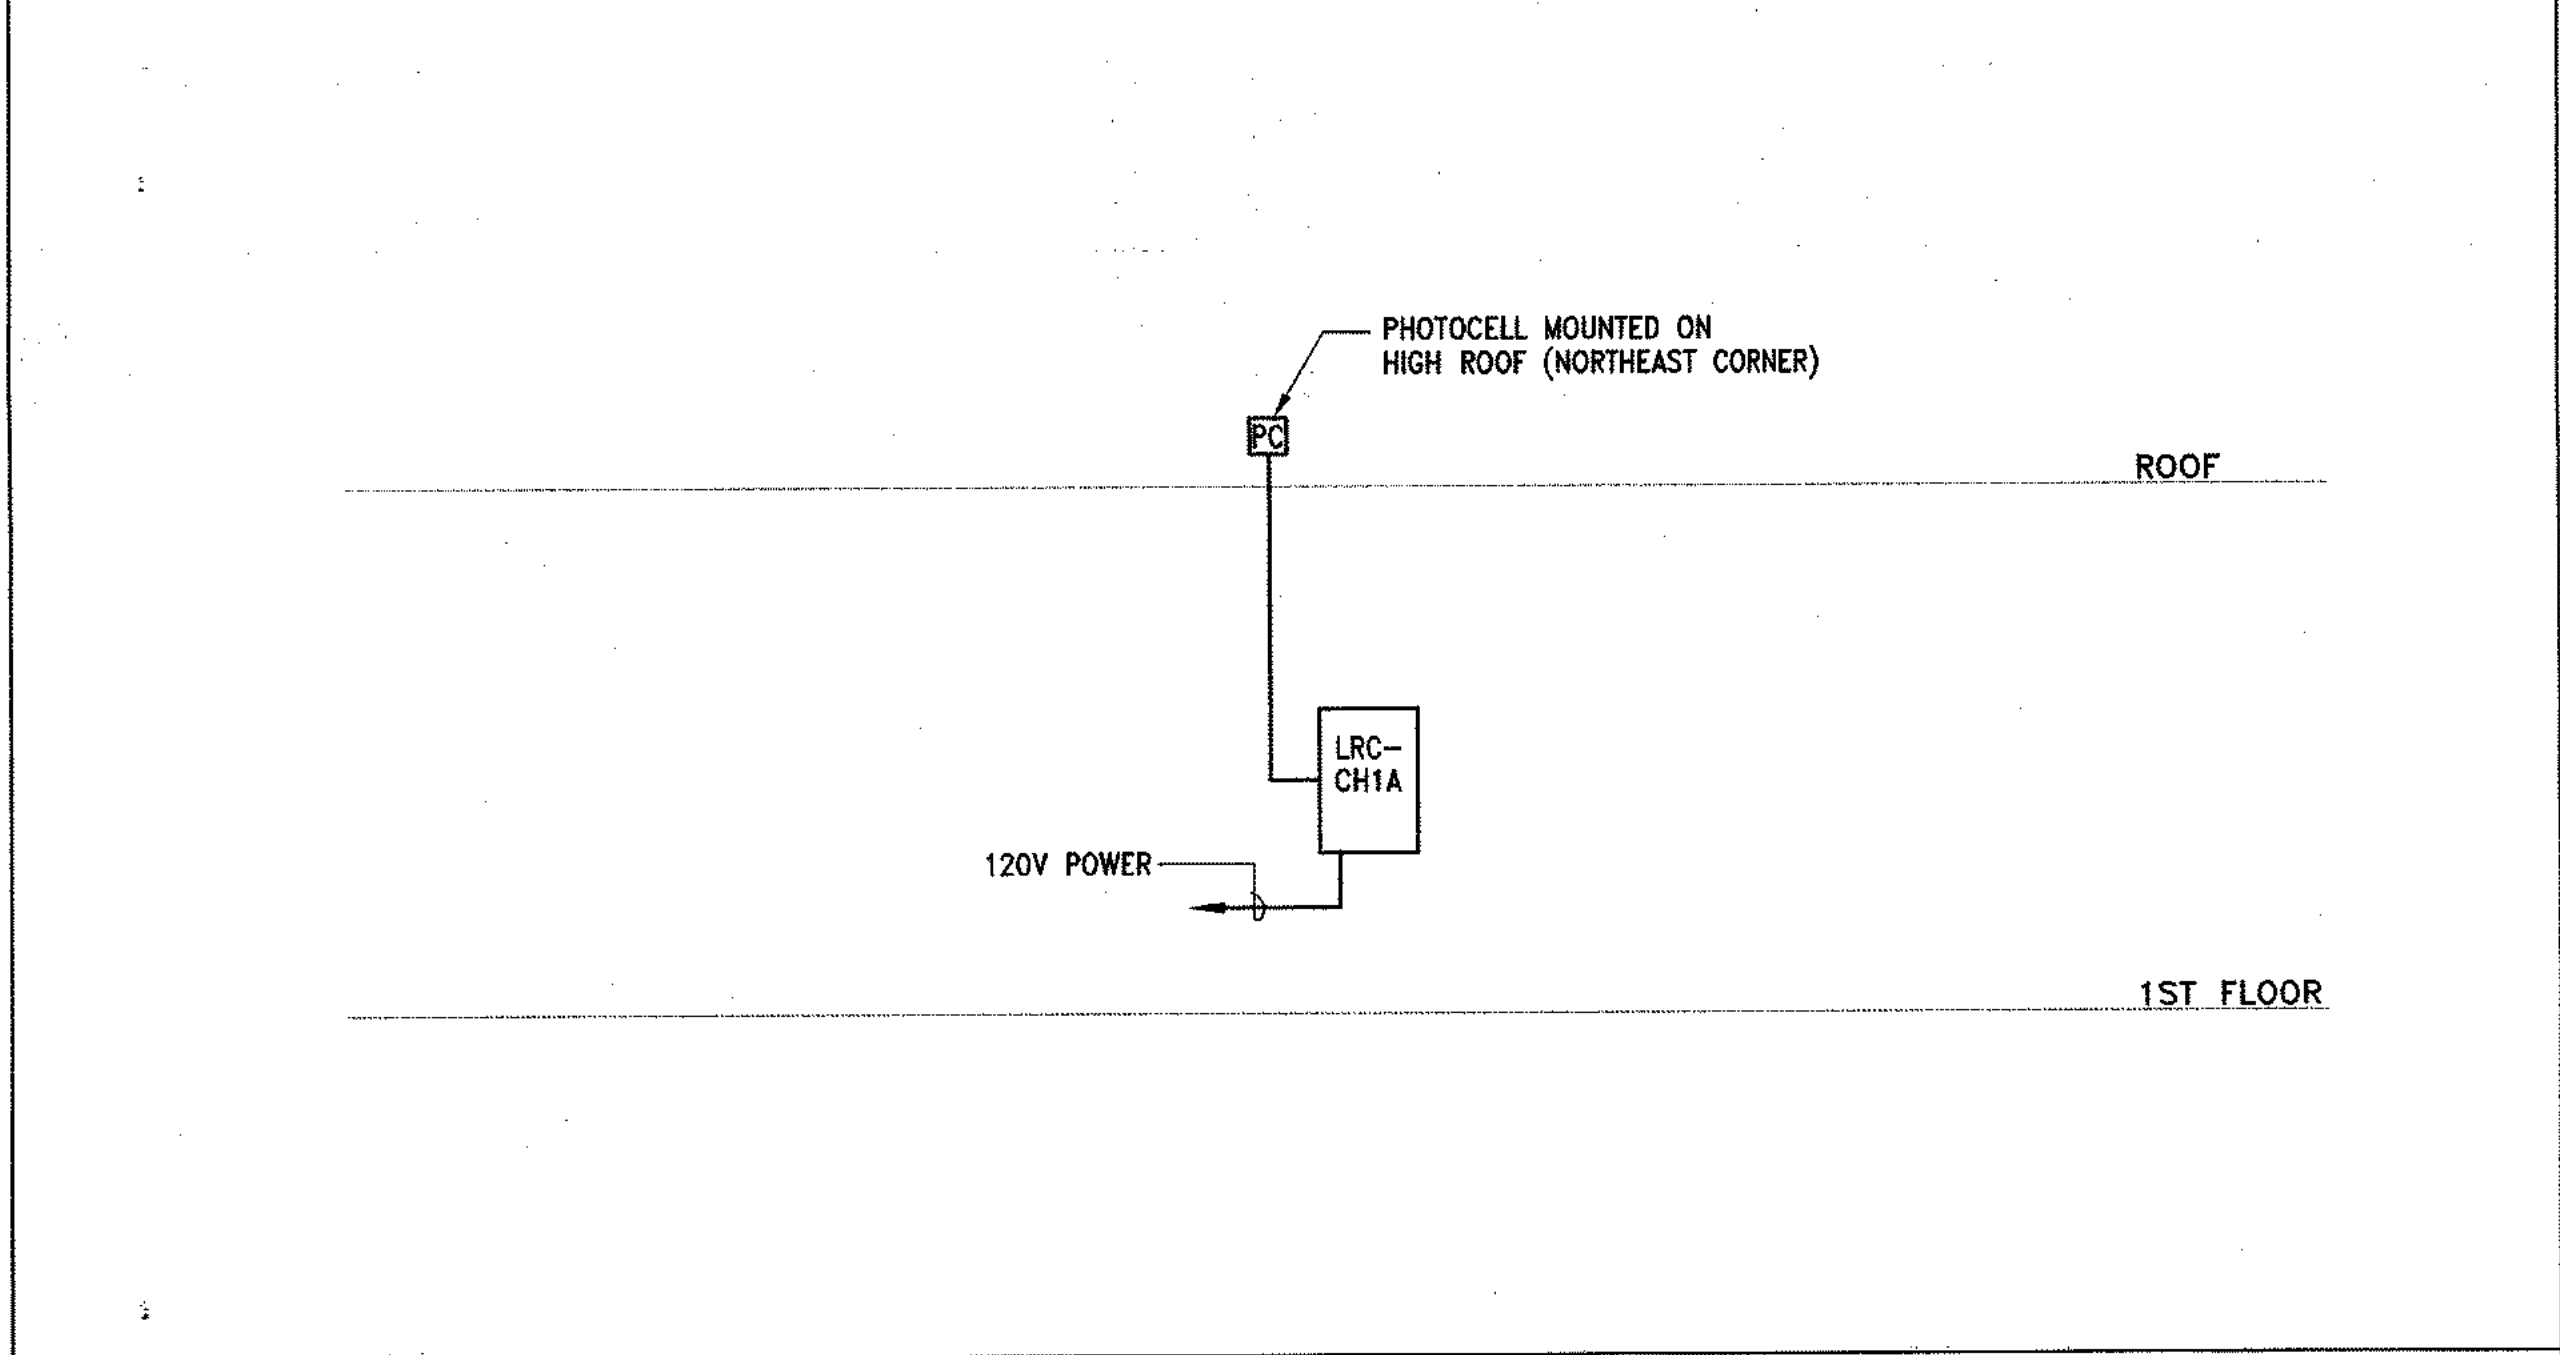 PHOTOCELL MOUNTED ON
HIGH ROOF (NORTHEAST CORNER)
PC
ROOF
LRC-
CH1A
120V POWER
1ST FLOOR